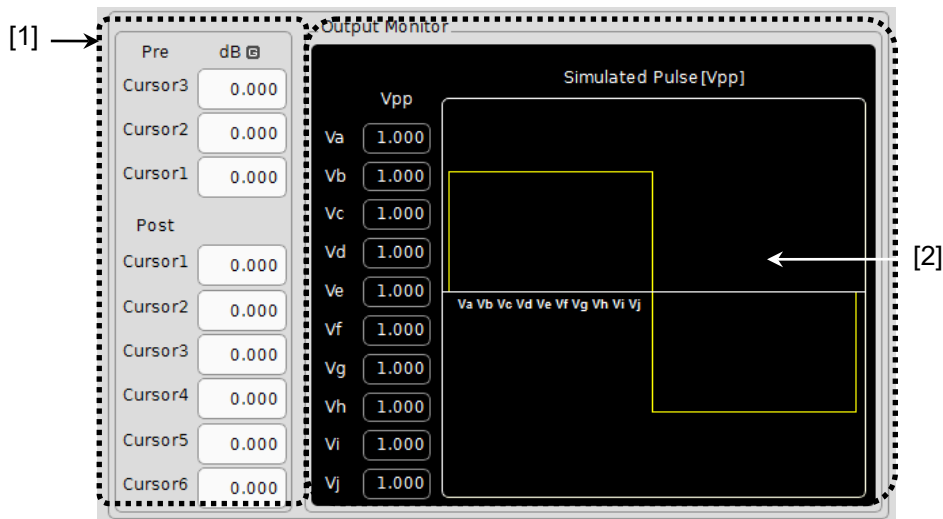 [1]
Pre dB G
Cursor3 0.000
Cursor2 0.000
Cursor1 0.000
Post
Cursor1 0.000
Cursor2 0.000
Cursor3 0.000
Cursor4 0.000
Cursor5 0.000
Cursor6 0.000
Output Monitor
Simulated Pulse[Vpp]
Vpp
Va 1.000
Vb 1.000
Vc 1.000
Vd 1.000
Ve 1.000
Vf 1.000
Vg 1.000
Vh 1.000
Vi 1.000
Vj 1.000
Va Vb Vc Vd Ve Vf Vg Vh Vi Vj
[2]